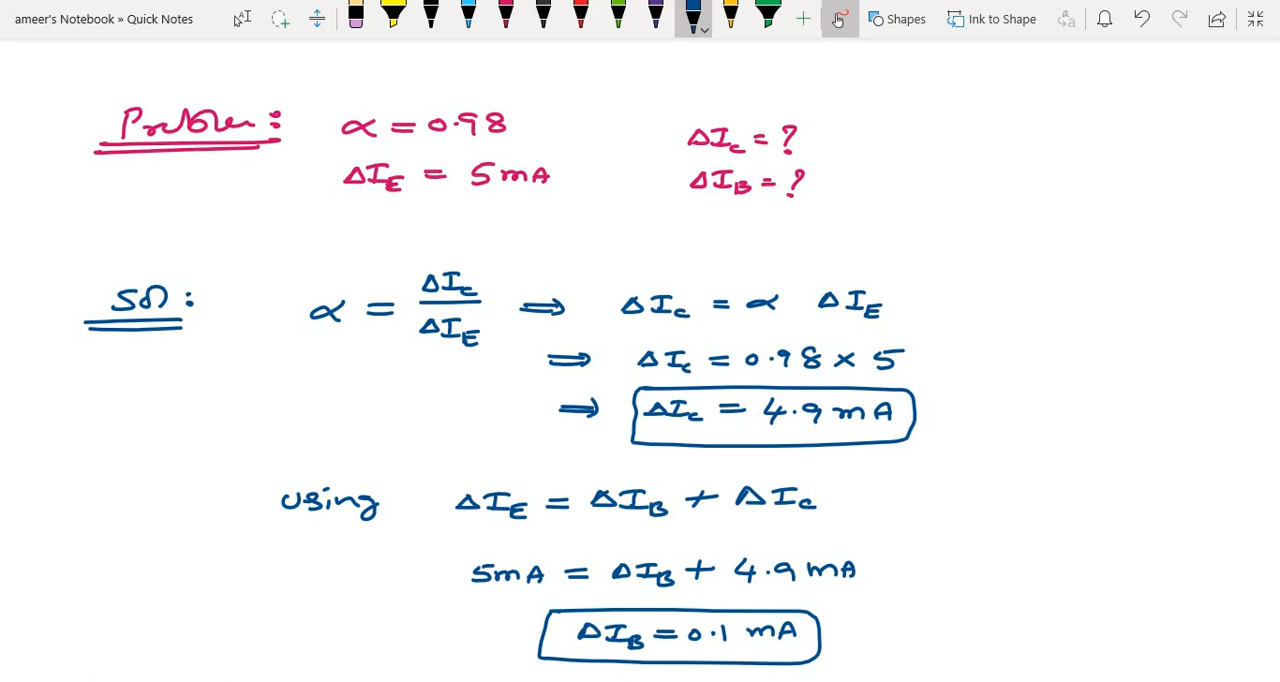 ameer's Notebook » Quick Notes
Shapes
Ink to Shape
Problem:
α = 0.98
ΔI_E = 5mA
ΔI_C = ?
ΔI_B = ?
Sol:
α = ΔI_C / ΔI_E ⟹ ΔI_C = α ΔI_E
⟹ ΔI_C = 0.98 × 5
⟹ ΔI_C = 4.9 mA
using ΔI_E = ΔI_B + ΔI_C
5mA = ΔI_B + 4.9 mA
ΔI_B = 0.1 mA